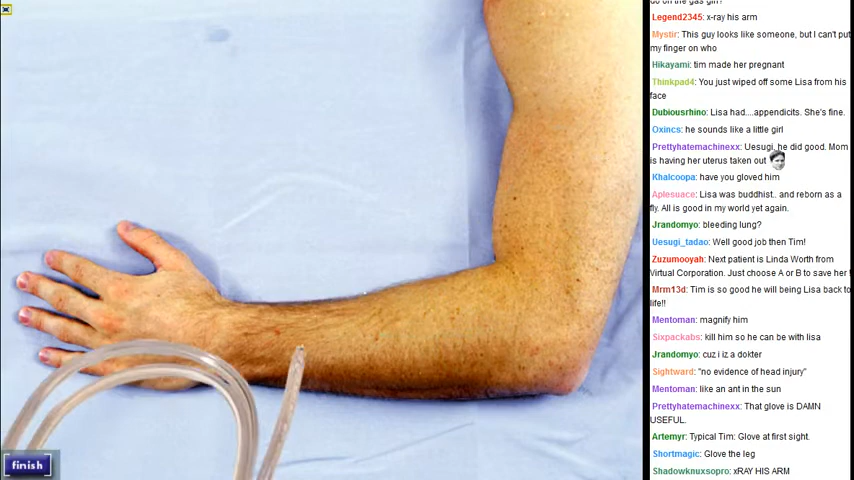 do on the gas girl?
Legend2345: x-ray his arm
Mystir: This guy looks like someone, but I can't put
my finger on who
Hikayami: tim made her pregnant
Thinkpad4: You just wiped off some Lisa from his
face
Dubiousrhino: Lisa had....appendicits. She's fine.
Oxincs: he sounds like a little girl
Prettyhatemachinexx: Uesugi, he did good. Mom
is having her uterus taken out
Khalcoopa: have you gloved him
Aplesuace: Lisa was buddhist.. and reborn as a
fly. All is good in my world yet again.
Jrandomyo: bleeding lung?
Uesugi_tadao: Well good job then Tim!
Zuzumooyah: Next patient is Linda Worth from
Virtual Corporation. Just choose A or B to save her !
Mrm13d: Tim is so good he will being Lisa back to
life!!
Mentoman: magnify him
Sixpackabs: kill him so he can be with lisa
Jrandomyo: cuz i iz a dokter
Sightward: "no evidence of head injury"
Mentoman: like an ant in the sun
Prettyhatemachinexx: That glove is DAMN
USEFUL.
Artemyr: Typical Tim: Glove at first sight.
Shortmagic: Glove the leg
Shadowknuxsopro: xRAY HIS ARM
finish